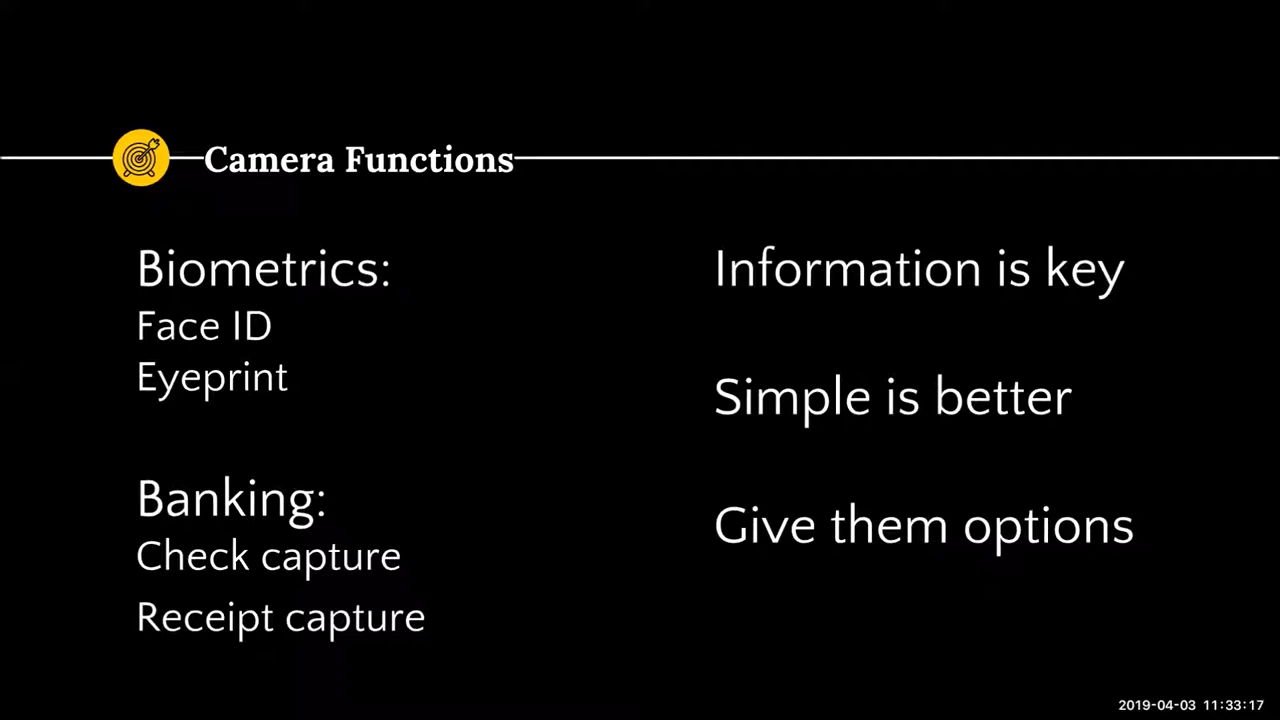 Camera Functions
Biometrics:
Face ID
Eyeprint
Banking:
Check capture
Receipt capture
Information is key
Simple is better
Give them options
2019-04-03 11:33:17